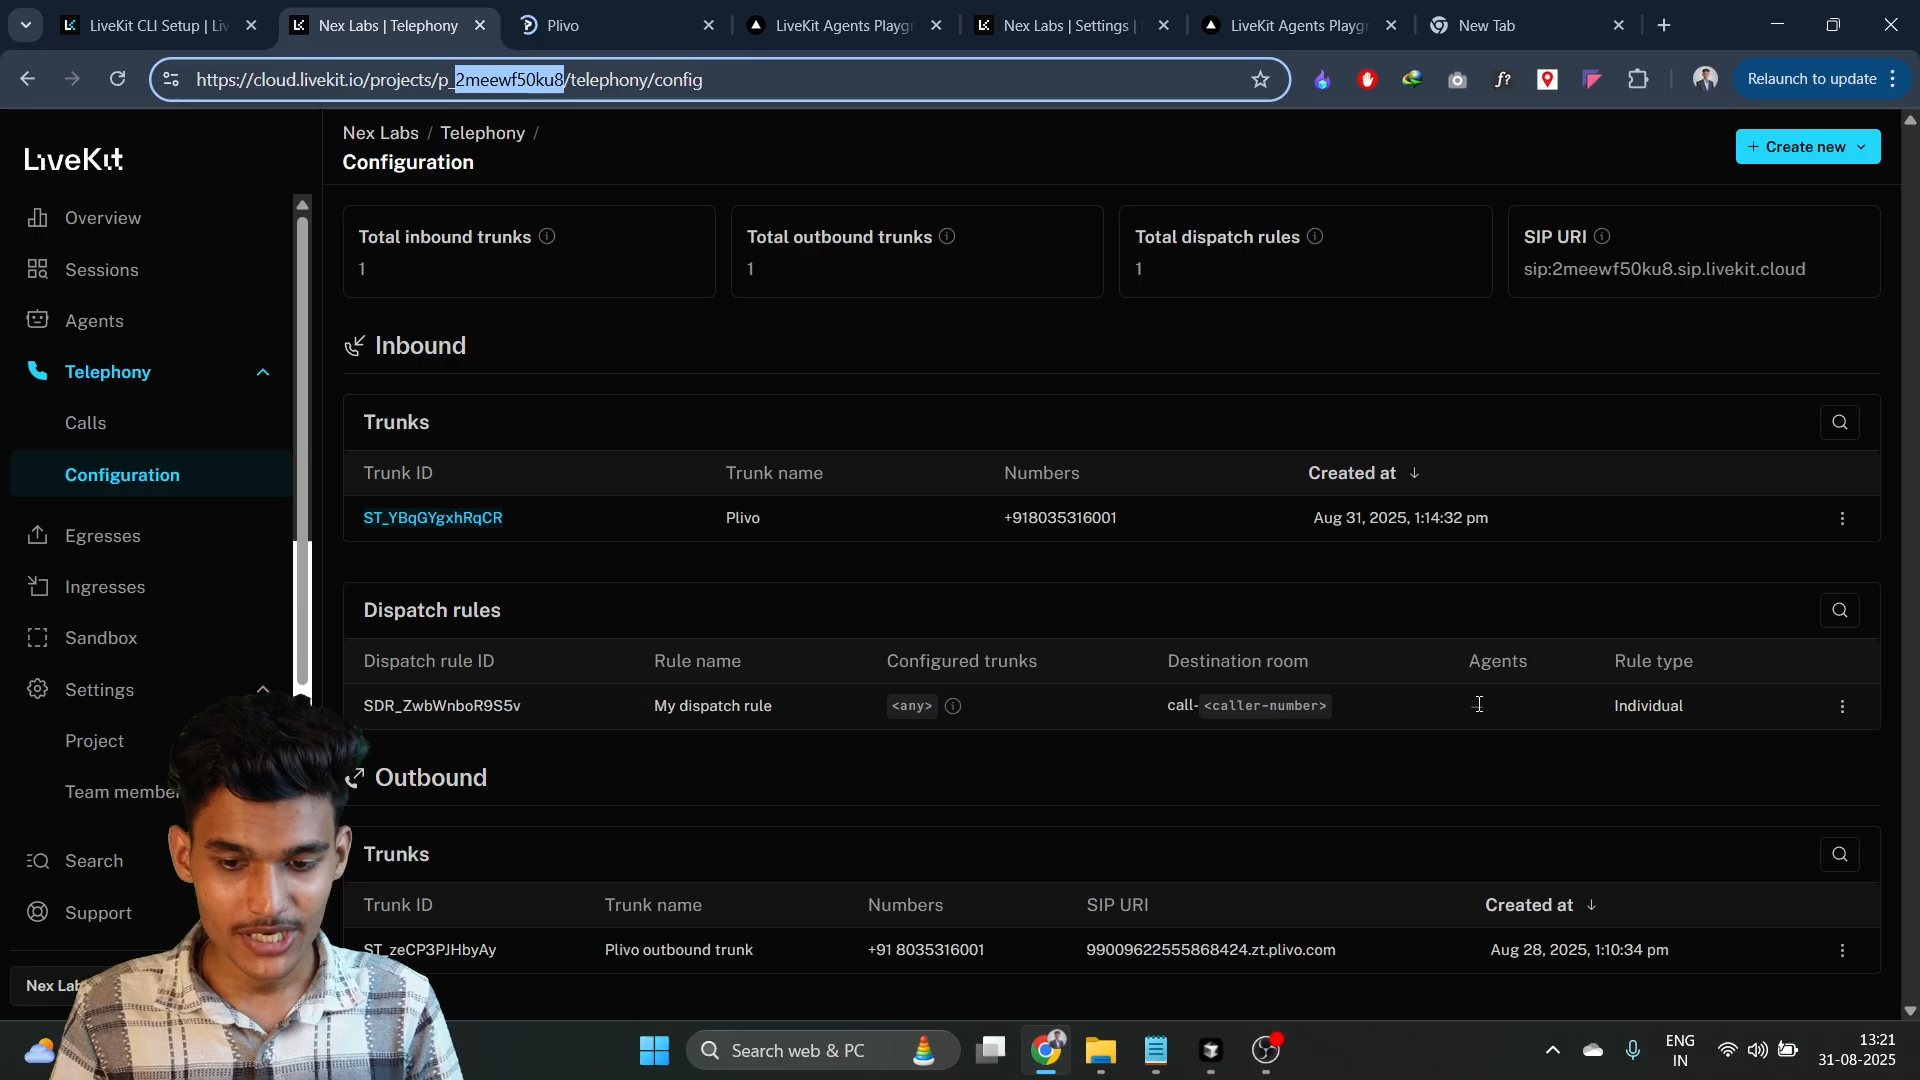 LiveKit CLI Setup | Liv
Nex Labs | Telephony
Plivo
LiveKit Agents Playgr
Nex Labs | Settings |
LiveKit Agents Playgr
New Tab
https://cloud.livekit.io/projects/p_2meewf50ku8/telephony/config
Relaunch to update
LiveKit
Overview
Sessions
Agents
Telephony
Calls
Configuration
Egresses
Ingresses
Sandbox
Settings
Project
Team member
Search
Support
Nex Lab
Nex Labs / Telephony /
Configuration
+ Create new
Total inbound trunks
1
Total outbound trunks
1
Total dispatch rules
1
SIP URI
sip:2meewf50ku8.sip.livekit.cloud
Inbound
Trunks
Trunk ID Trunk name Numbers Created at ↓
ST_YBqGYgxhRqCR Plivo +918035316001 Aug 31, 2025, 1:14:32 pm
Dispatch rules
Dispatch rule ID Rule name Configured trunks Destination room Agents Rule type
SDR_ZwbWnboR9S5v My dispatch rule <any> call-<caller-number> Individual
Outbound
Trunks
Trunk ID Trunk name Numbers SIP URI Created at ↓
ST_zeCP3PJHbyAy Plivo outbound trunk +91 8035316001 99009622555868424.zt.plivo.com Aug 28, 2025, 1:10:34 pm
Search web & PC
ENG
IN
13:21
31-08-2025